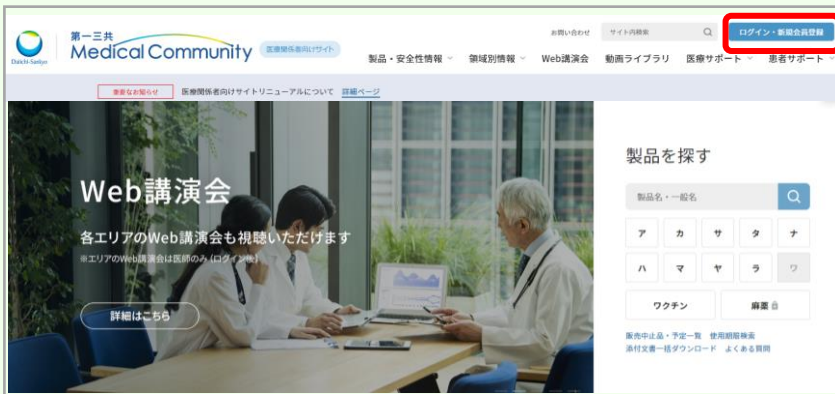 Daiichi-Sankyo
第一三共
Medical Community
医療関係者向けサイト
お問い合わせ
サイト内検索
ログイン・新規会員登録
製品・安全性情報
領域別情報
Web講演会
動画ライブラリ
医療サポート
患者サポート
重要なお知らせ
医療関係者向けサイトリニューアルについて 詳細ページ
Web講演会
各エリアのWeb講演会も視聴いただけます
※エリアのWeb講演会は医師のみ（ログイン後）
詳細はこちら
製品を探す
製品名・一般名
ア カ サ タ ナ
ハ マ ヤ ラ ワ
ワクチン 麻薬
販売中止品・予定一覧 使用期限検索
添付文書一括ダウンロード よくある質問